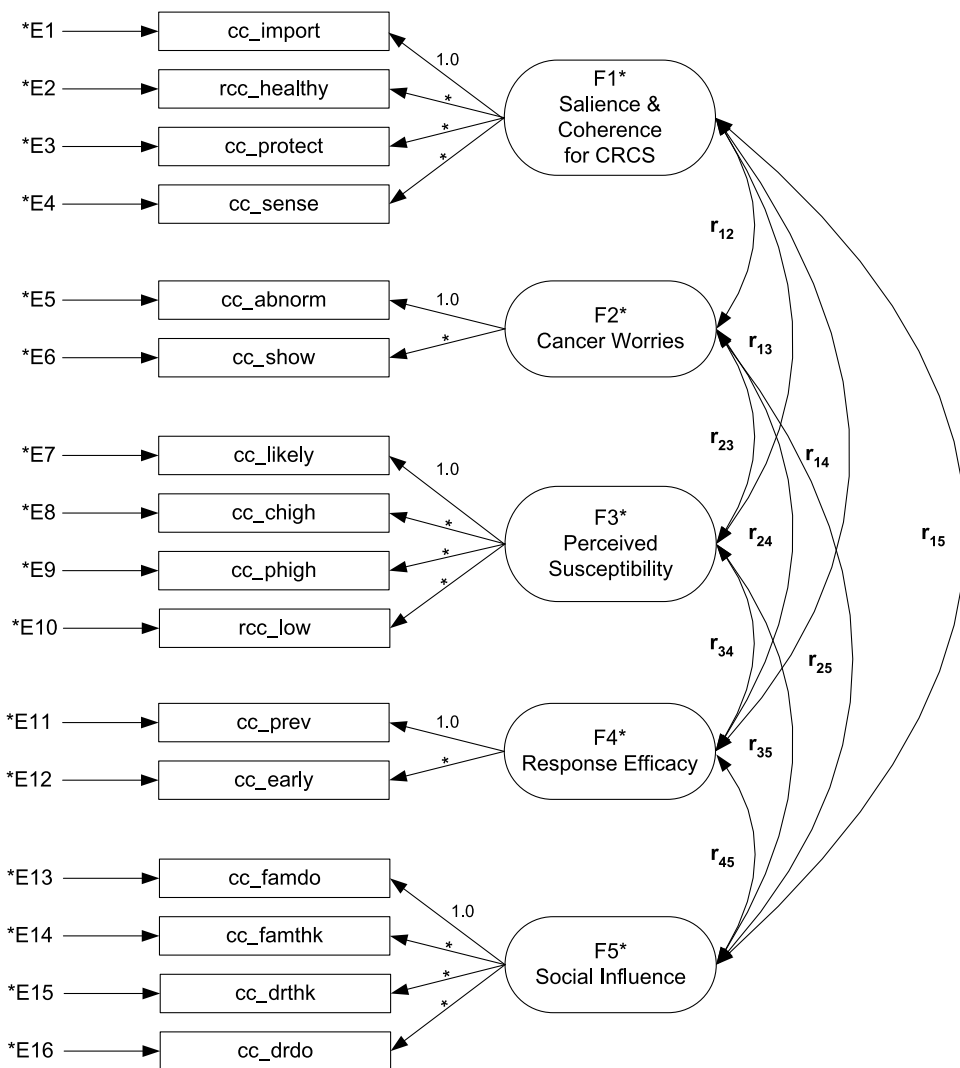 *E1
cc_import
1.0
*E2
rcc_healthy
*
*E3
cc_protect
*
*E4
cc_sense
*
F1*
Salience &
Coherence
for CRCS
r12
*E5
cc_abnorm
1.0
*E6
cc_show
*
F2*
Cancer Worries
r13
r23
r14
*E7
cc_likely
1.0
*E8
cc_chigh
*
*E9
cc_phigh
*
*E10
rcc_low
*
F3*
Perceived
Susceptibility
r24
r15
r34
r25
*E11
cc_prev
1.0
*E12
cc_early
*
F4*
Response Efficacy
r35
r45
*E13
cc_famdo
1.0
*E14
cc_famthk
*
*E15
cc_drthk
*
*E16
cc_drdo
*
F5*
Social Influence